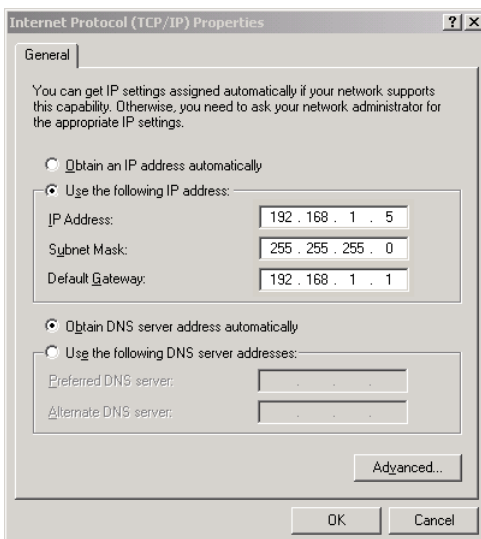 Internet Protocol (TCP/IP) Properties
? X
General
You can get IP settings assigned automatically if your network supports
this capability. Otherwise, you need to ask your network administrator for
the appropriate IP settings.
Obtain an IP address automatically
Use the following IP address:
IP Address: 192 . 168 . 1 . 5
Subnet Mask: 255 . 255 . 255 . 0
Default Gateway: 192 . 168 . 1 . 1
Obtain DNS server address automatically
Use the following DNS server addresses:
Preferred DNS server: . . .
Alternate DNS server: . . .
Advanced...
OK Cancel